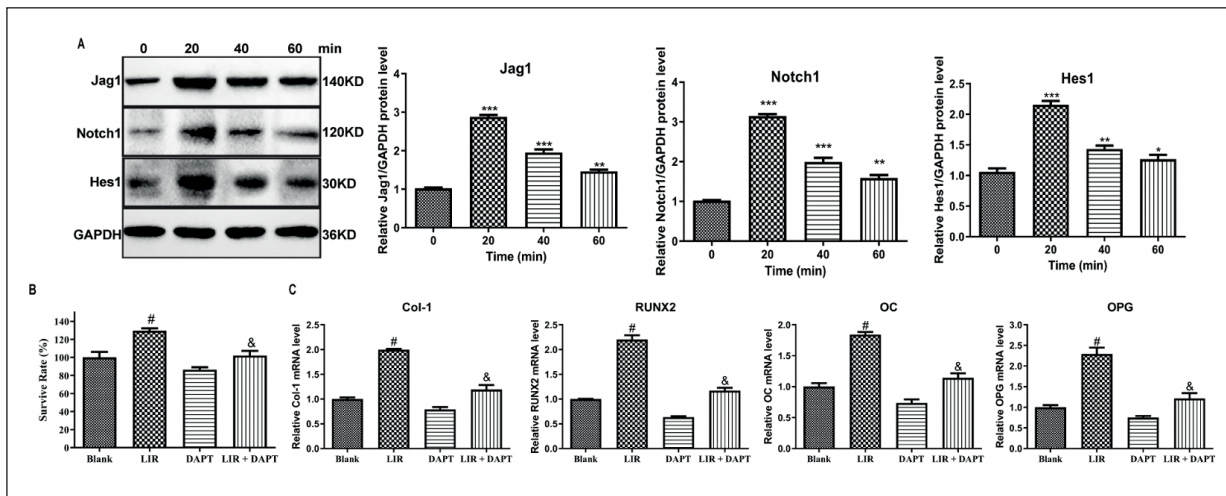 A
0 20 40 60 min
Jag1 140KD
Notch1 120KD
Hes1 30KD
GAPDH 36KD
Jag1
Relative Jag1/GAPDH protein level
4
3
2
1
0
***
***
**
0 20 40 60
Time (min)
Notch1
Relative Notch1/GAPDH protein level
4
3
2
1
0
***
***
**
0 20 40 60
Time (min)
Hes1
Relative Hes1/GAPDH protein level
2.5
2.0
1.5
1.0
0.5
0.0
***
**
*
0 20 40 60
Time (min)
B
Survive Rate (%)
140
120
100
80
60
40
20
0
#
&
Blank LIR DAPT LIR + DAPT
C
Col-1
Relative Col-1 mRNA level
2.5
2.0
1.5
1.0
0.5
0.0
#
&
Blank LIR DAPT LIR + DAPT
RUNX2
Relative RUNX2 mRNA level
2.5
2.0
1.5
1.0
0.5
0.0
#
&
Blank LIR DAPT LIR + DAPT
OC
Relative OC mRNA level
2.0
1.5
1.0
0.5
0.0
#
&
Blank LIR DAPT LIR + DAPT
OPG
Relative OPG mRNA level
3.0
2.5
2.0
1.5
1.0
0.5
0.0
#
&
Blank LIR DAPT LIR + DAPT